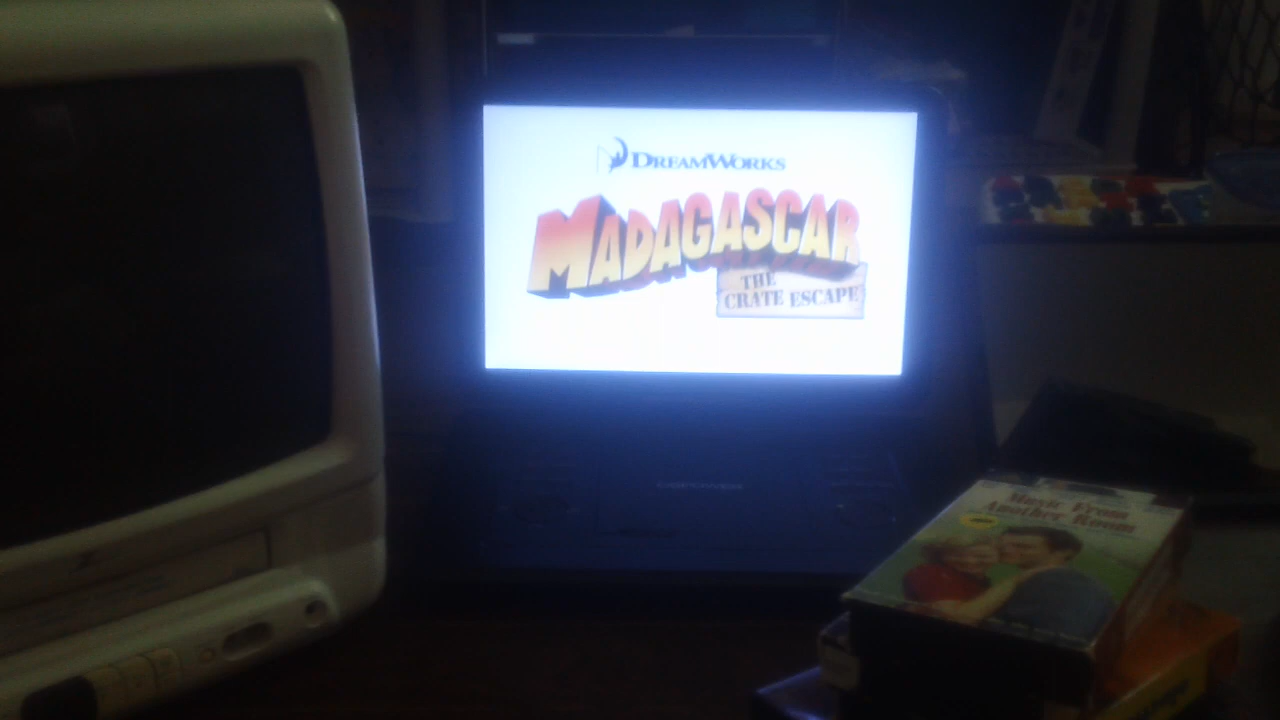 DREAMWORKS
MADAGASCAR
THE
CRATE ESCAPE
Music From
Another Room